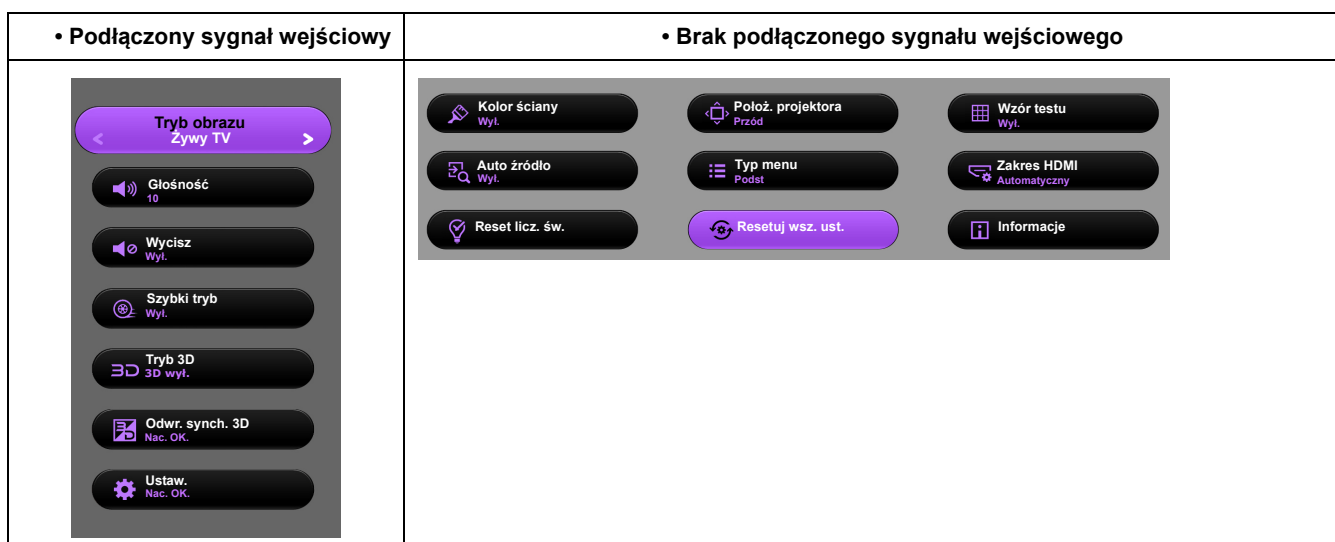 • Podłączony sygnał wejściowy
• Brak podłączonego sygnału wejściowego
Tryb obrazu
< Żywy TV >
Głośność
10
Wycisz
Wył.
Szybki tryb
Wył.
3D Tryb 3D
3D wył.
Odwr. synch. 3D
Nac. OK.
Ustaw.
Nac. OK.
Kolor ściany
Wył.
Położ. projektora
Przód
Wzór testu
Wył.
Auto źródło
Wył.
Typ menu
Podst
Zakres HDMI
Automatyczny
Reset licz. św.
Resetuj wsz. ust.
Informacje